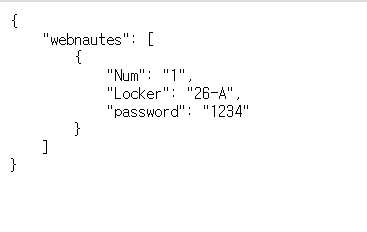 {
    "webnautes": [
        {
            "Num": "1",
            "Locker": "26-A",
            "password": "1234"
        }
    ]
}